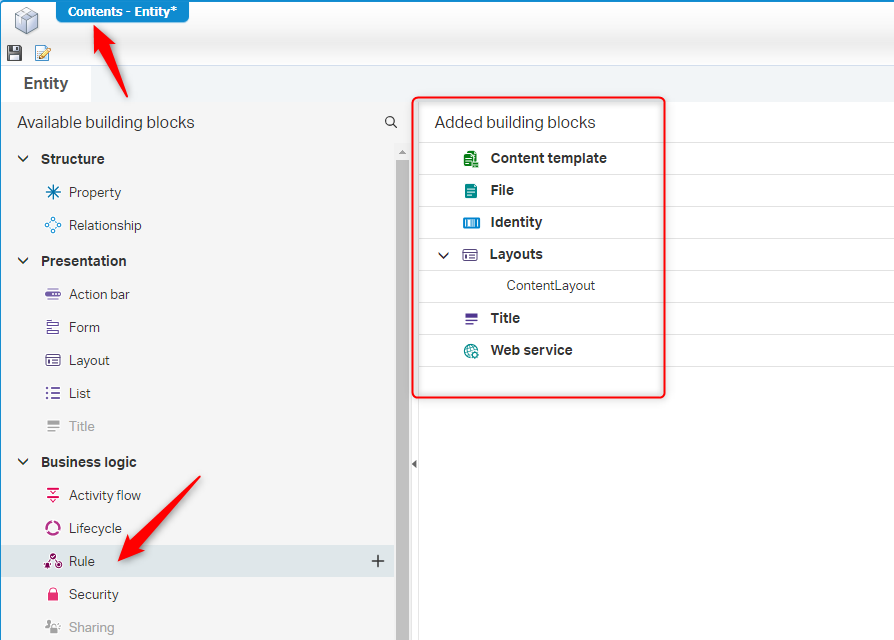 Contents - Entity*
Entity
Available building blocks
Structure
Property
Relationship
Presentation
Action bar
Form
Layout
List
Title
Business logic
Activity flow
Lifecycle
Rule
Security
Sharing
Added building blocks
Content template
File
Identity
Layouts
ContentLayout
Title
Web service